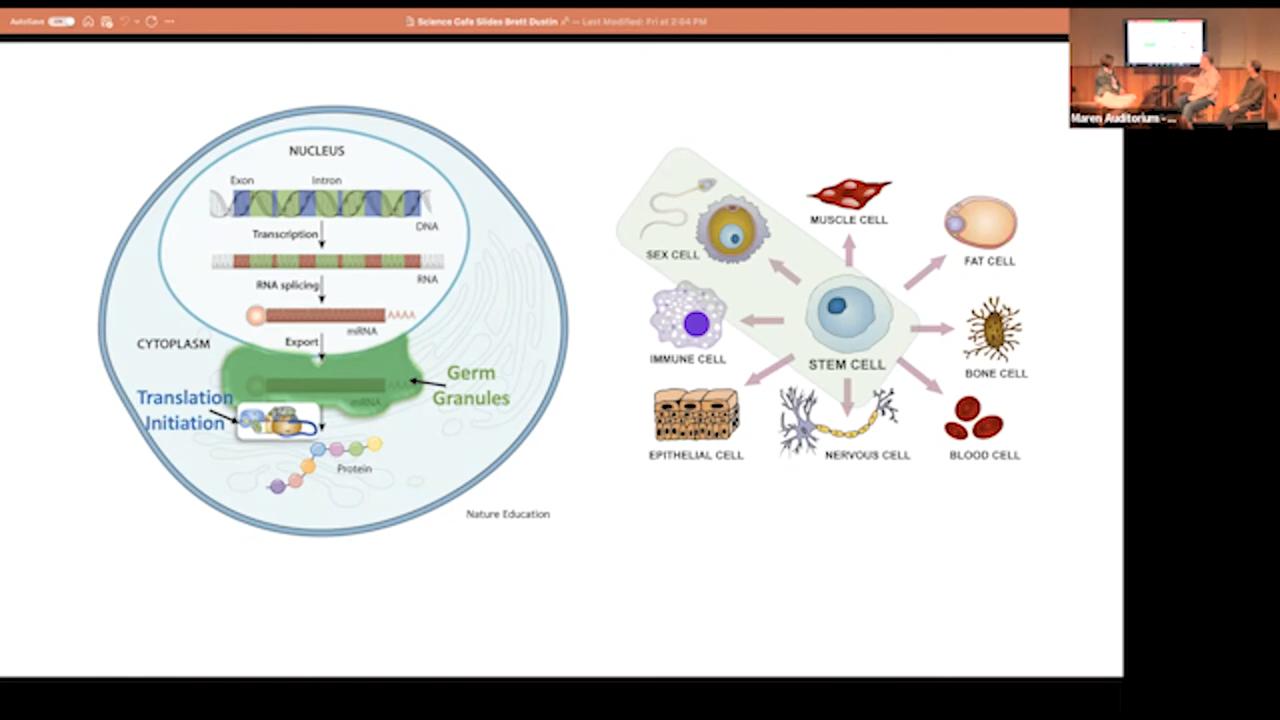 AutoSave
Science Cafe Slides Brett Dustin
— Last Modified: Fri at 2:04 PM
Maren Auditorium - ...
NUCLEUS
Exon
Intron
DNA
Transcription
RNA
RNA splicing
AAAA
mRNA
Export
CYTOPLASM
AAAA
mRNA
Germ
Granules
Translation
Initiation
Protein
Nature Education
SEX CELL
MUSCLE CELL
FAT CELL
IMMUNE CELL
STEM CELL
BONE CELL
EPITHELIAL CELL
NERVOUS CELL
BLOOD CELL